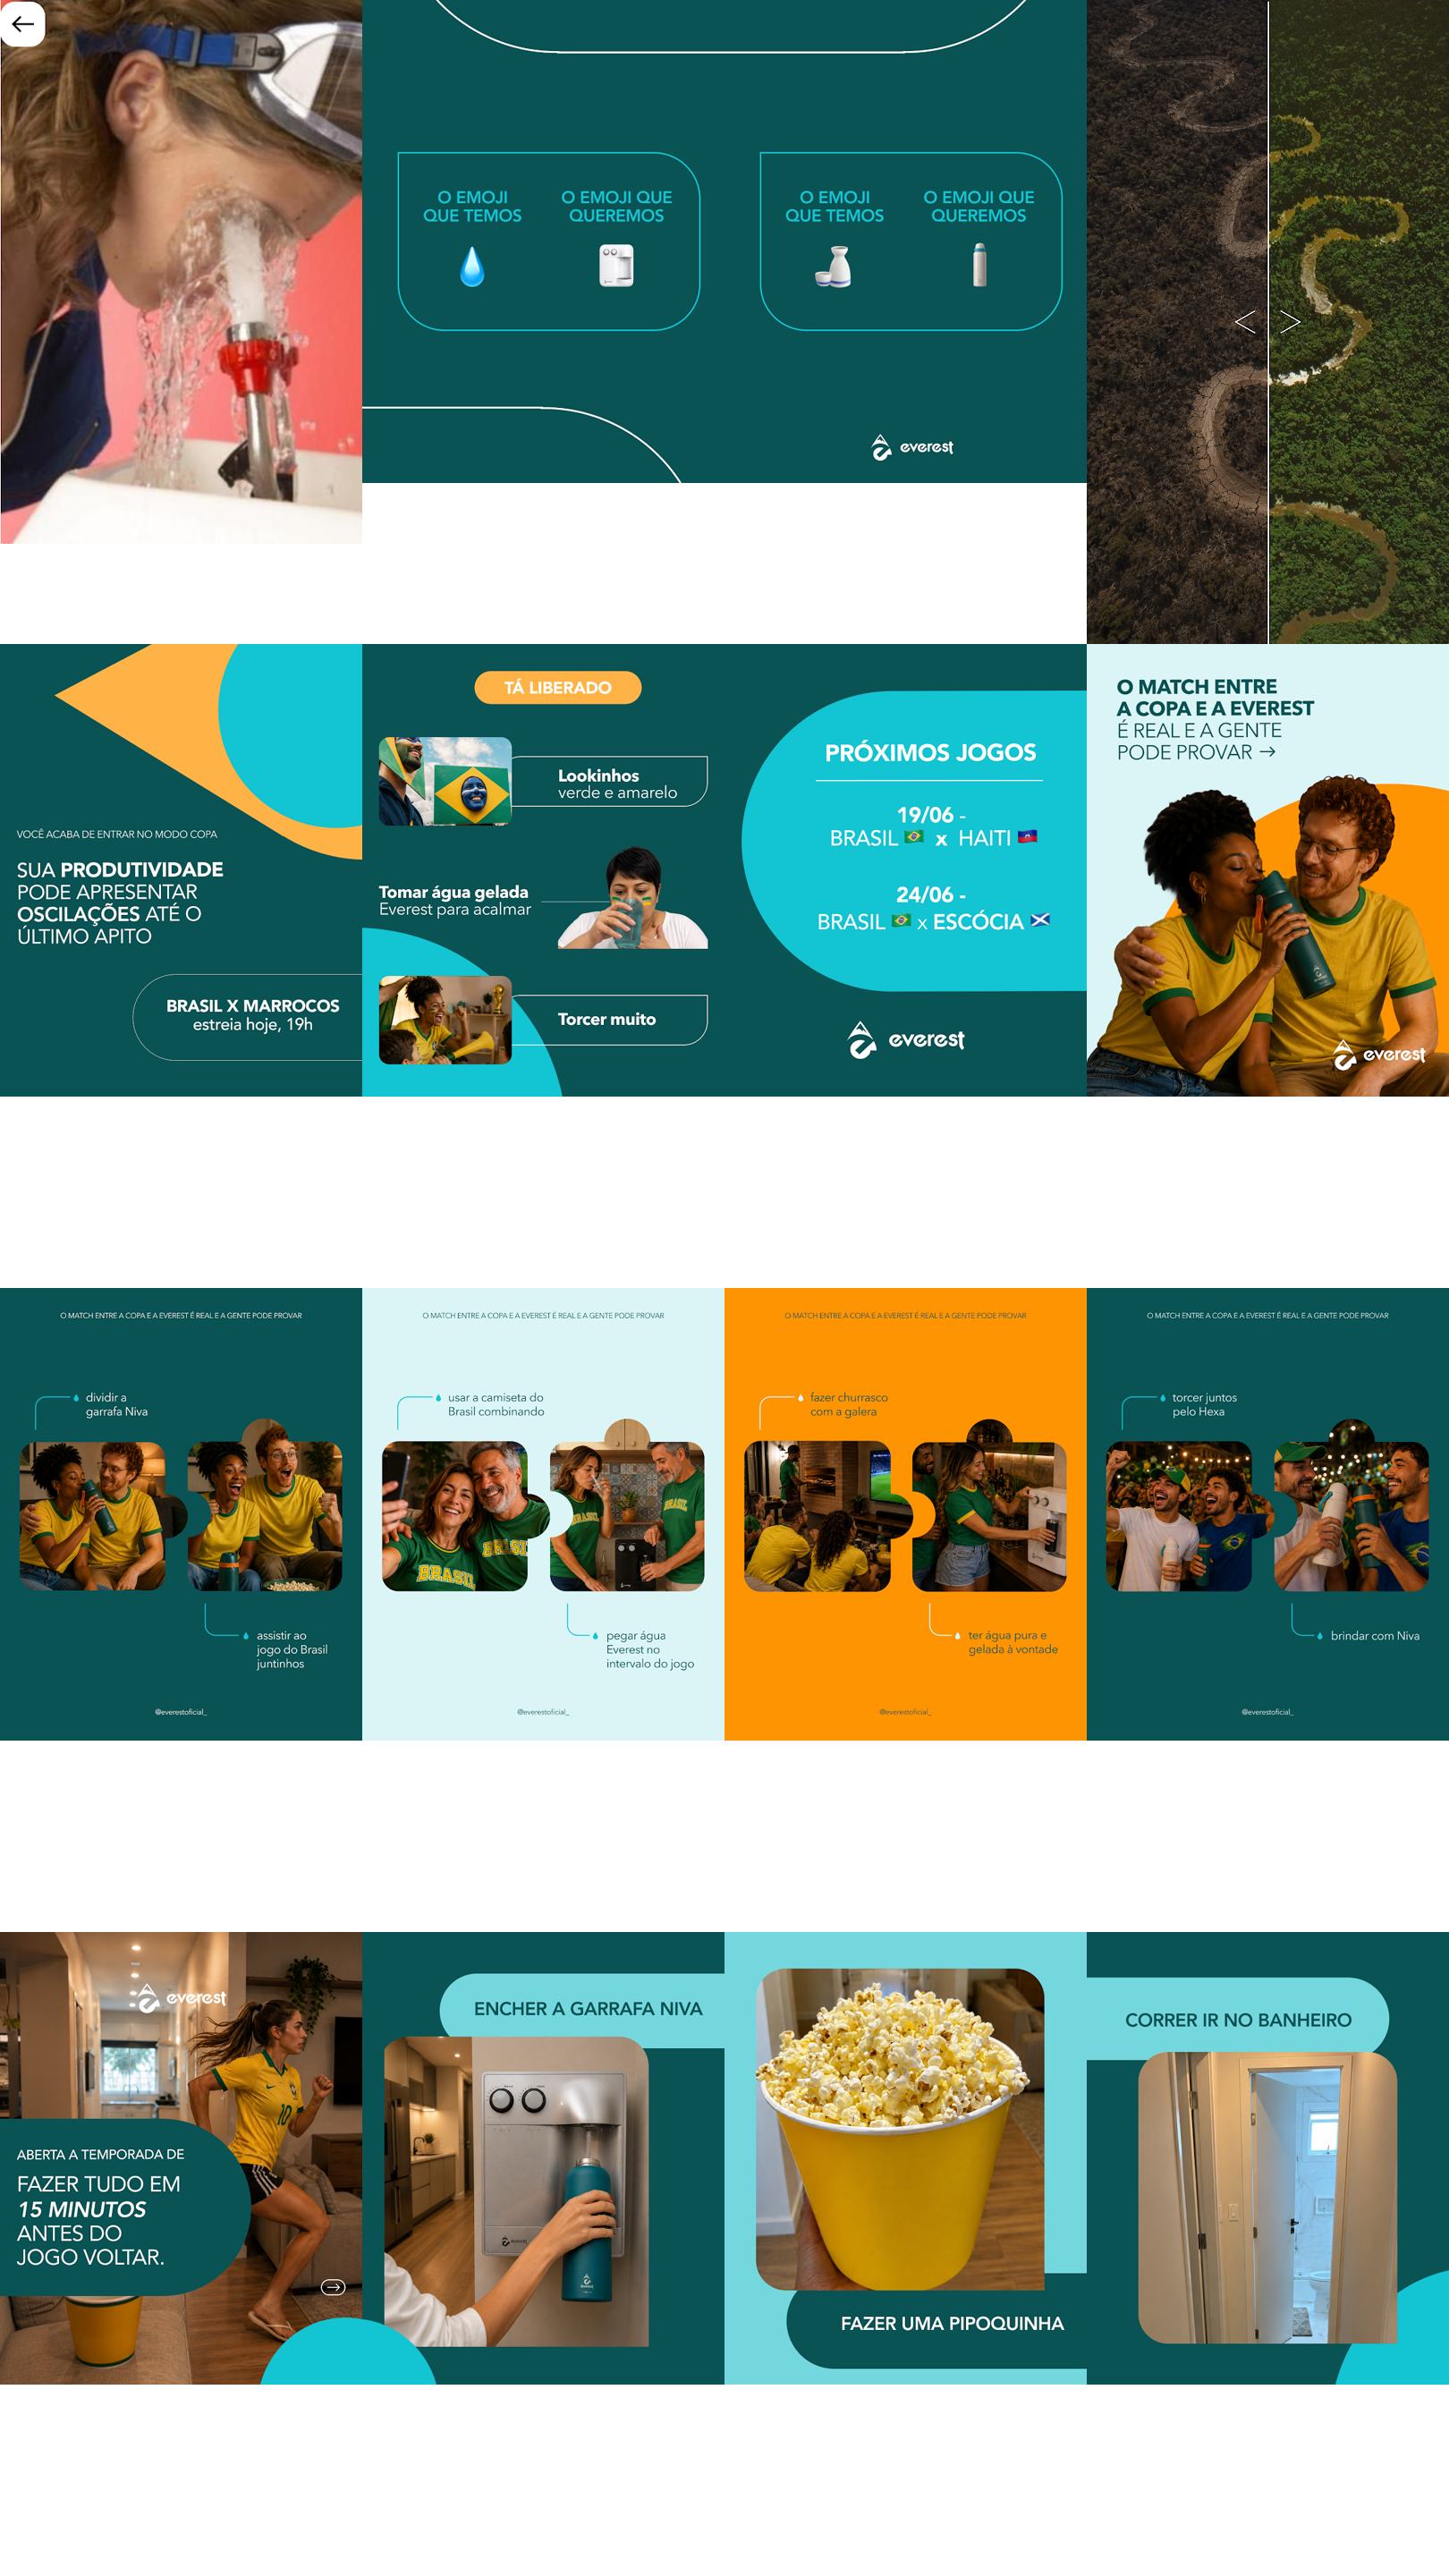 O EMOJI
QUE TEMOS
O EMOJI QUE
QUEREMOS
O EMOJI
QUE TEMOS
O EMOJI QUE
QUEREMOS
everest
VOCÊ ACABA DE ENTRAR NO MODO COPA
SUA PRODUTIVIDADE
PODE APRESENTAR
OSCILAÇÕES ATÉ O
ÚLTIMO APITO
BRASIL X MARROCOS
estreia hoje, 19h
TÁ LIBERADO
Lookinhos
verde e amarelo
Tomar água gelada
Everest para acalmar
Torcer muito
PRÓXIMOS JOGOS
19/06 -
BRASIL 🇧🇷 x HAITI 🇭🇹
24/06 -
BRASIL 🇧🇷 x ESCÓCIA 🏴󠁧󠁢󠁳󠁣󠁴󠁿
everest
O MATCH ENTRE
A COPA E A EVEREST
É REAL E A GENTE
PODE PROVAR →
everest
O MATCH ENTRE A COPA E A EVEREST É REAL E A GENTE PODE PROVAR
dividir a
garrafa Niva
assistir ao
jogo do Brasil
juntinhos
@everestoficial_
O MATCH ENTRE A COPA E A EVEREST É REAL E A GENTE PODE PROVAR
usar a camiseta do
Brasil combinando
BRASIL
BRASIL
BRASIL
BRASIL
pegar água
Everest no
intervalo do jogo
@everestoficial_
O MATCH ENTRE A COPA E A EVEREST É REAL E A GENTE PODE PROVAR
fazer churrasco
com a galera
ter água pura e
gelada à vontade
@everestoficial_
O MATCH ENTRE A COPA E A EVEREST É REAL E A GENTE PODE PROVAR
torcer juntos
pelo Hexa
brindar com Niva
@everestoficial_
everest
10
ABERTA A TEMPORADA DE
FAZER TUDO EM
15 MINUTOS
ANTES DO
JOGO VOLTAR.
ENCHER A GARRAFA NIVA
FAZER UMA PIPOQUINHA
CORRER IR NO BANHEIRO